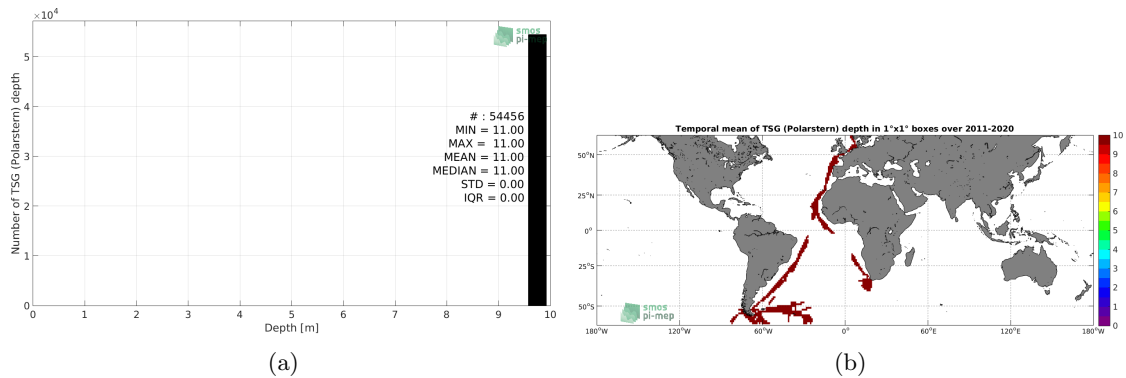 ×10⁴
smos
pi-mep
5
4
3
2
1
0
Number of TSG (Polarstern) depth
# : 54456
MIN = 11.00
MAX = 11.00
MEAN = 11.00
MEDIAN = 11.00
STD = 0.00
IQR = 0.00
0 1 2 3 4 5 6 7 8 9 10
Depth [m]
(a)
Temporal mean of TSG (Polarstern) depth in 1°x1° boxes over 2011-2020
50°N
25°N
0°
25°S
50°S
180°W 120°W 60°W 0° 60°E 120°E 180°W
smos
pi-mep
10
9
8
7
6
5
4
3
2
1
0
(b)